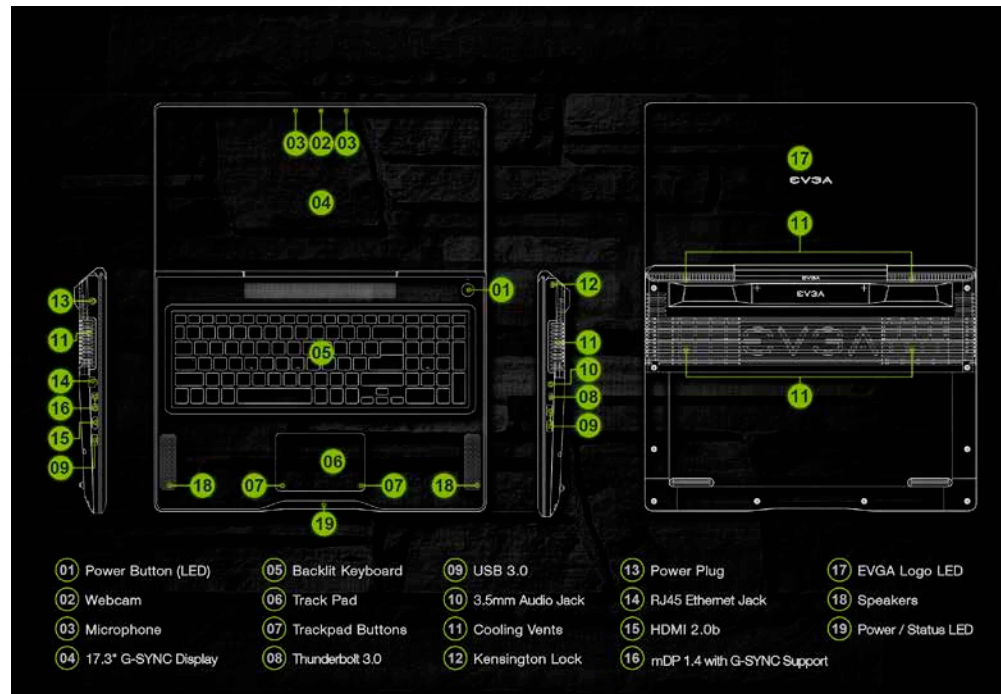 03 02 03
17
EVGA
04
11
13 01 12
EVGA
EVGA
11 05 11
EVGA
14 10
16 08 11
15 09
09 06
18 07 07 18
19
01 Power Button (LED)
02 Webcam
03 Microphone
04 17.3" G-SYNC Display
05 Backlit Keyboard
06 Track Pad
07 Trackpad Buttons
08 Thunderbolt 3.0
09 USB 3.0
10 3.5mm Audio Jack
11 Cooling Vents
12 Kensington Lock
13 Power Plug
14 RJ45 Ethernet Jack
15 HDMI 2.0b
16 mDP 1.4 with G-SYNC Support
17 EVGA Logo LED
18 Speakers
19 Power / Status LED